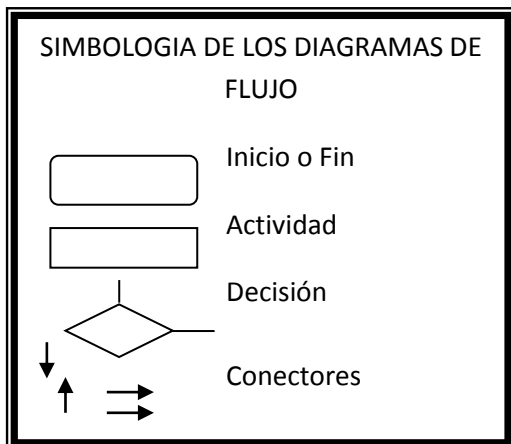 SIMBOLOGIA DE LOS DIAGRAMAS DE
FLUJO
Inicio o Fin
Actividad
Decisión
Conectores